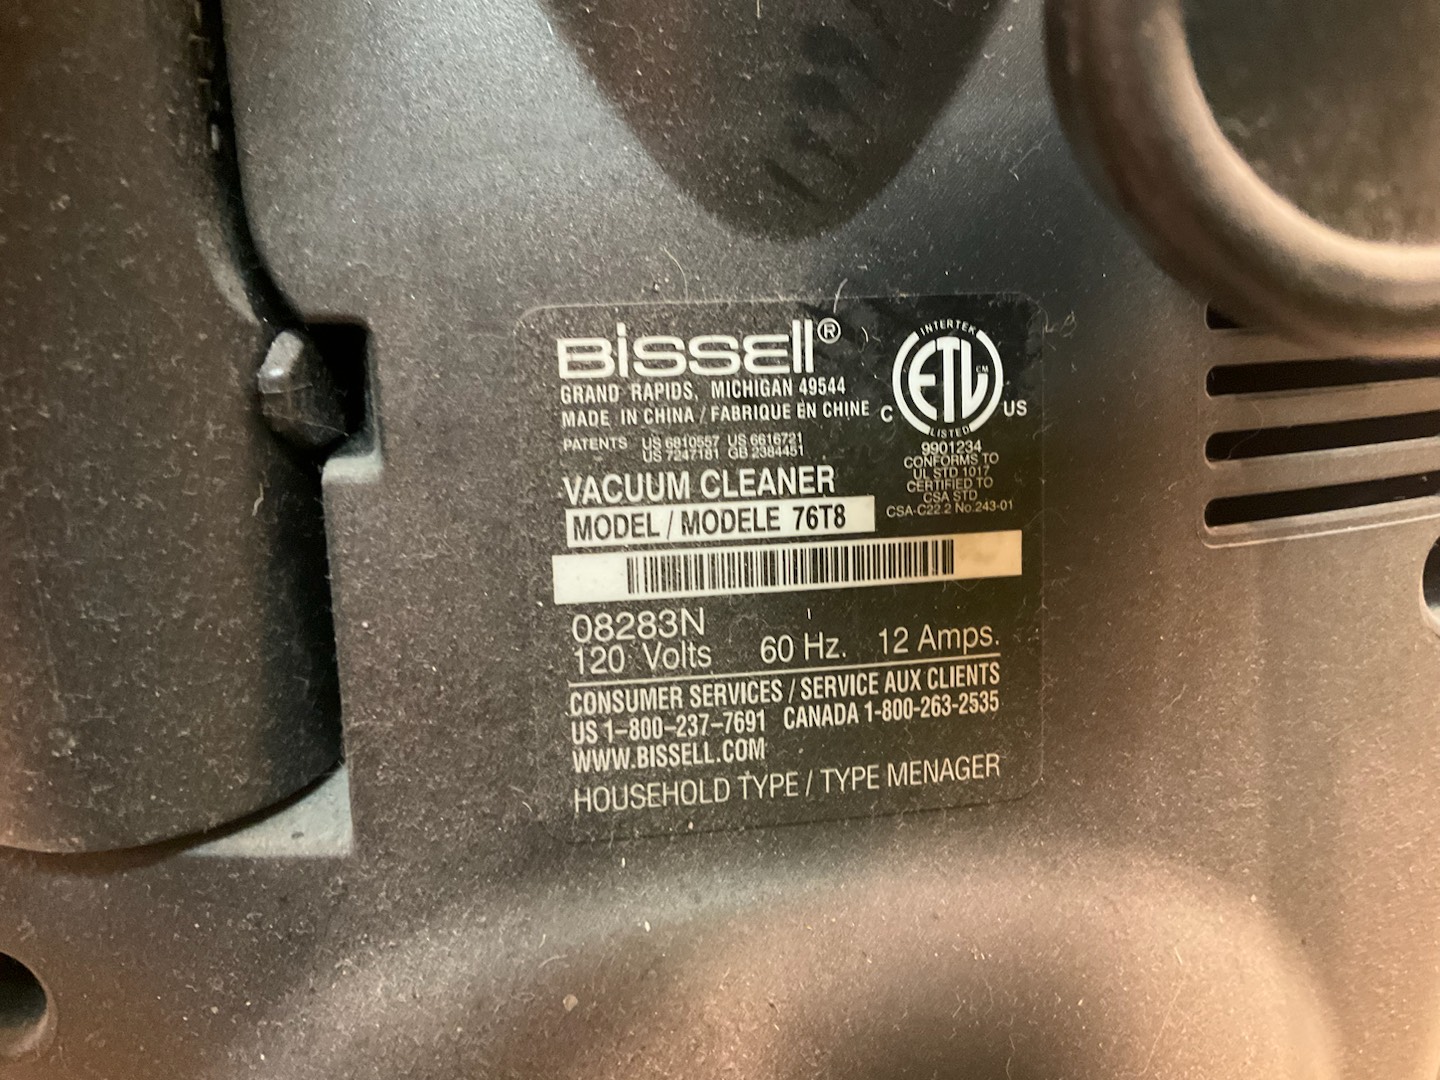 BISSELL®
GRAND RAPIDS, MICHIGAN 49544
MADE IN CHINA / FABRIQUE EN CHINE
PATENTS US 6810557 US 6616721
US 7247181 GB 2384451
INTERTEK
C ETL CM US
LISTED
9901234
CONFORMS TO
UL STD 1017
CERTIFIED TO
CSA STD
CSA-C22.2 No.243-01
VACUUM CLEANER
MODEL / MODELE 76T8
08283N
120 Volts 60 Hz. 12 Amps.
CONSUMER SERVICES / SERVICE AUX CLIENTS
US 1-800-237-7691 CANADA 1-800-263-2535
WWW.BISSELL.COM
HOUSEHOLD TYPE / TYPE MENAGER